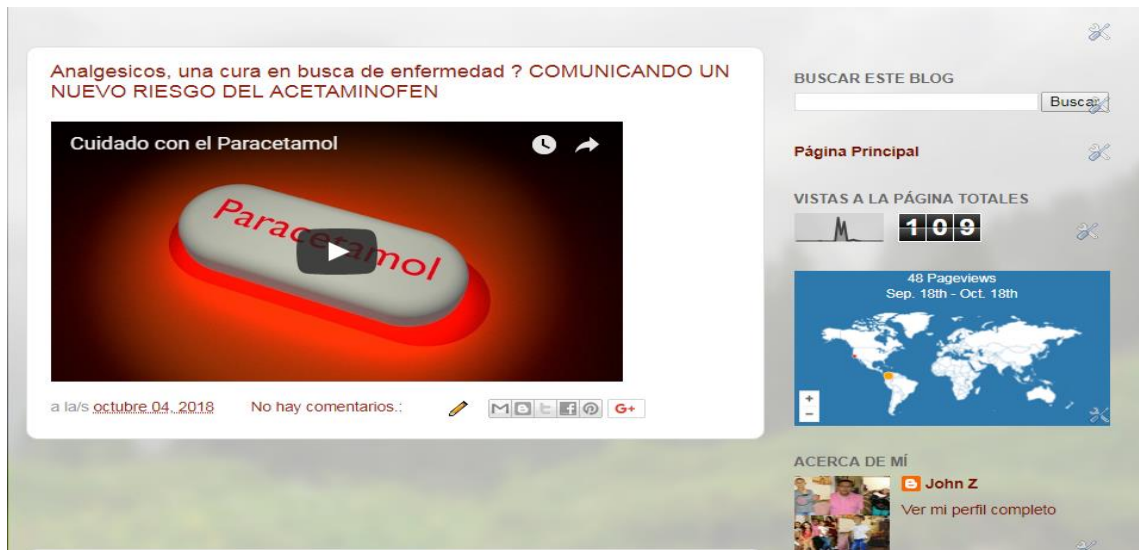 Analgesicos, una cura en busca de enfermedad ? COMUNICANDO UN
NUEVO RIESGO DEL ACETAMINOFEN
Cuidado con el Paracetamol
Paracetamol
a la/s octubre 04, 2018
No hay comentarios.:
G+
BUSCAR ESTE BLOG
Buscar
Página Principal
VISTAS A LA PÁGINA TOTALES
109
48 Pageviews
Sep. 18th - Oct. 18th
+
−
ACERCA DE MÍ
John Z
Ver mi perfil completo